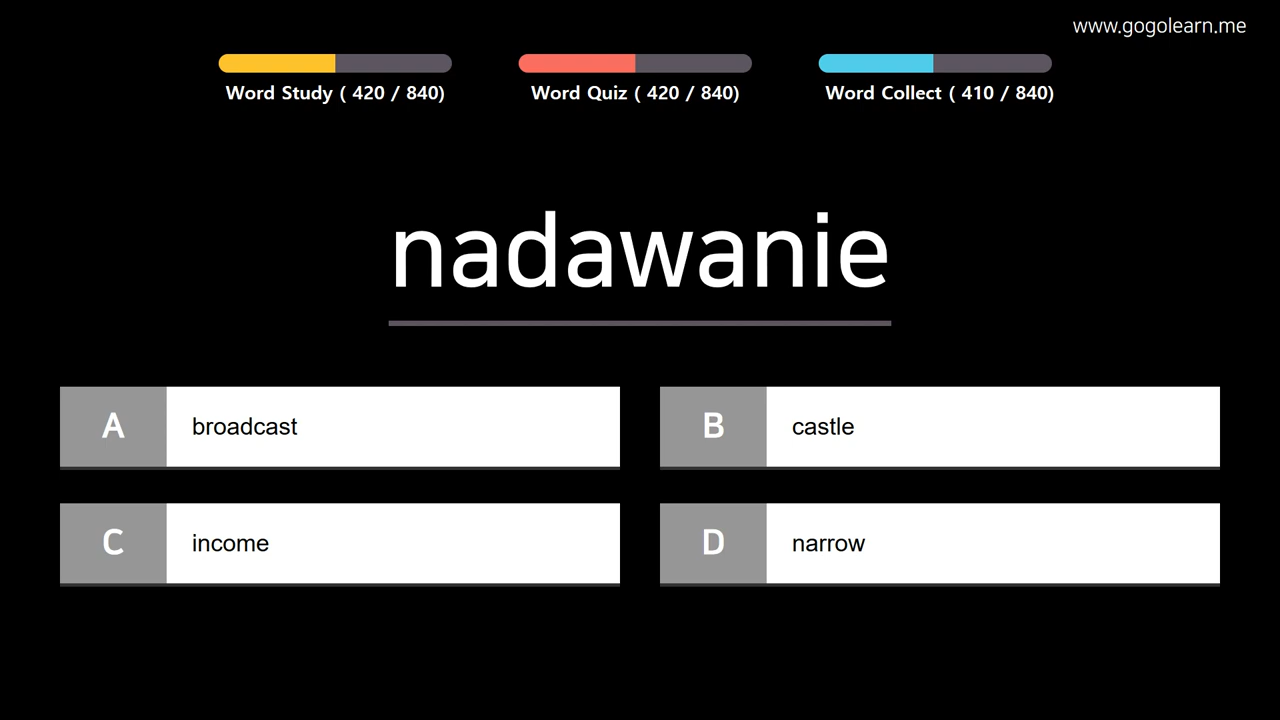 www.gogolearn.me
Word Study ( 420 / 840)
Word Quiz ( 420 / 840)
Word Collect ( 410 / 840)
nadawanie
A broadcast
B castle
C income
D narrow